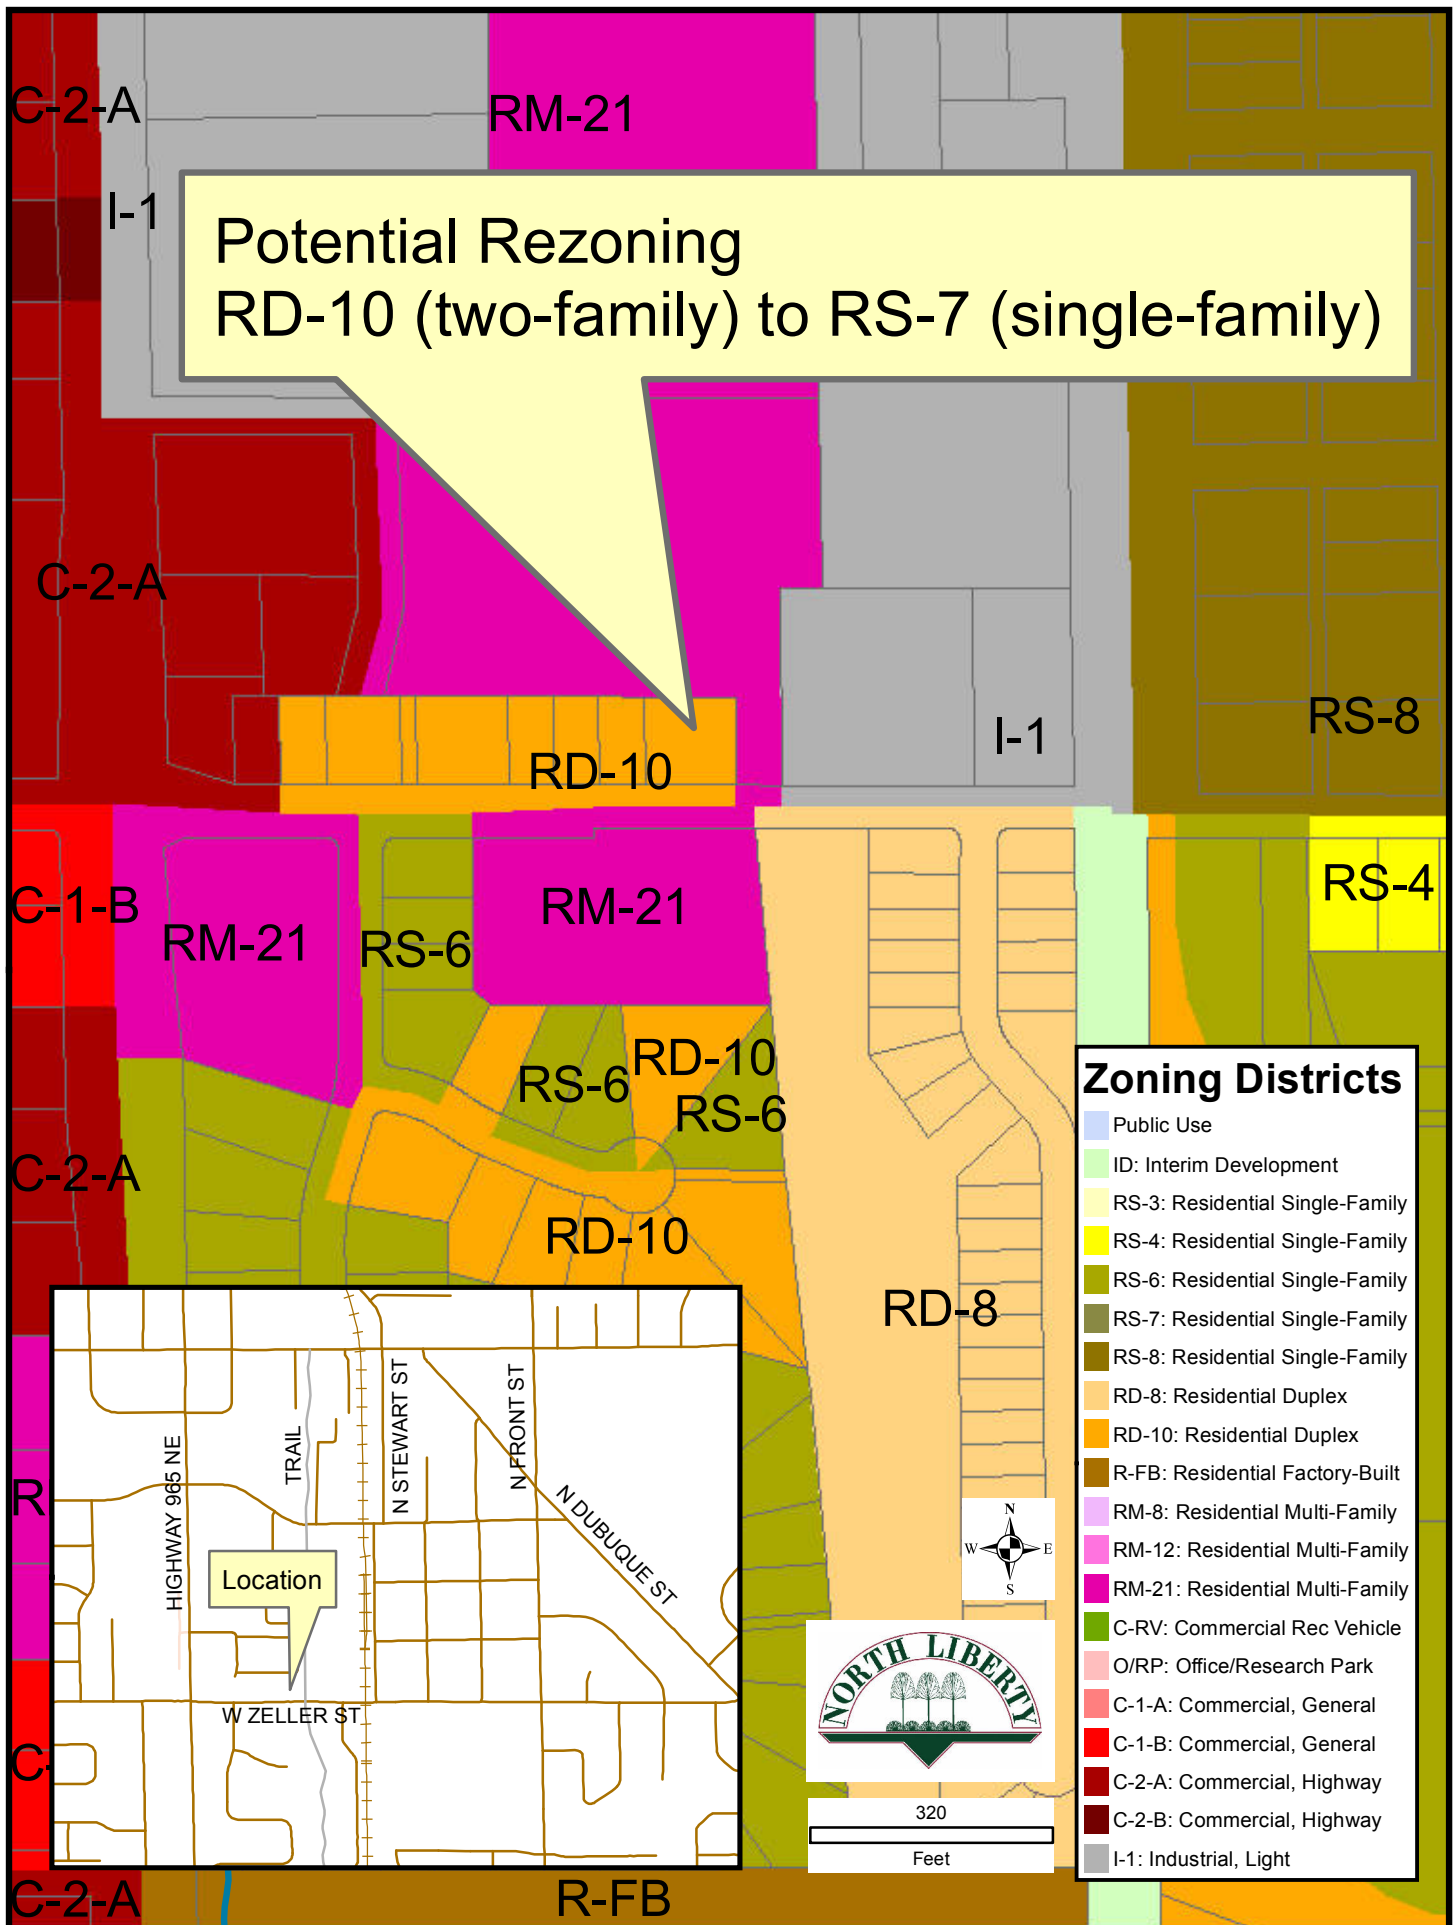 C-2-A
RM-21
I-1
Potential Rezoning
RD-10 (two-family) to RS-7 (single-family)
C-2-A
RS-8
I-1
RD-10
C-1-B
RM-21
RS-6
RM-21
RS-4
RD-10
RS-6
RS-6
C-2-A
RD-10
RD-8
Zoning Districts
Public Use
ID: Interim Development
RS-3: Residential Single-Family
RS-4: Residential Single-Family
RS-6: Residential Single-Family
RS-7: Residential Single-Family
RS-8: Residential Single-Family
RD-8: Residential Duplex
RD-10: Residential Duplex
R-FB: Residential Factory-Built
RM-8: Residential Multi-Family
RM-12: Residential Multi-Family
RM-21: Residential Multi-Family
C-RV: Commercial Rec Vehicle
O/RP: Office/Research Park
C-1-A: Commercial, General
C-1-B: Commercial, General
C-2-A: Commercial, Highway
C-2-B: Commercial, Highway
I-1: Industrial, Light
R
C-
HIGHWAY 965 NE
TRAIL
N STEWART ST
N FRONT ST
N DUBUQUE ST
Location
W ZELLER ST
N
W E
S
NORTH LIBERTY
320
Feet
C-2-A
R-FB